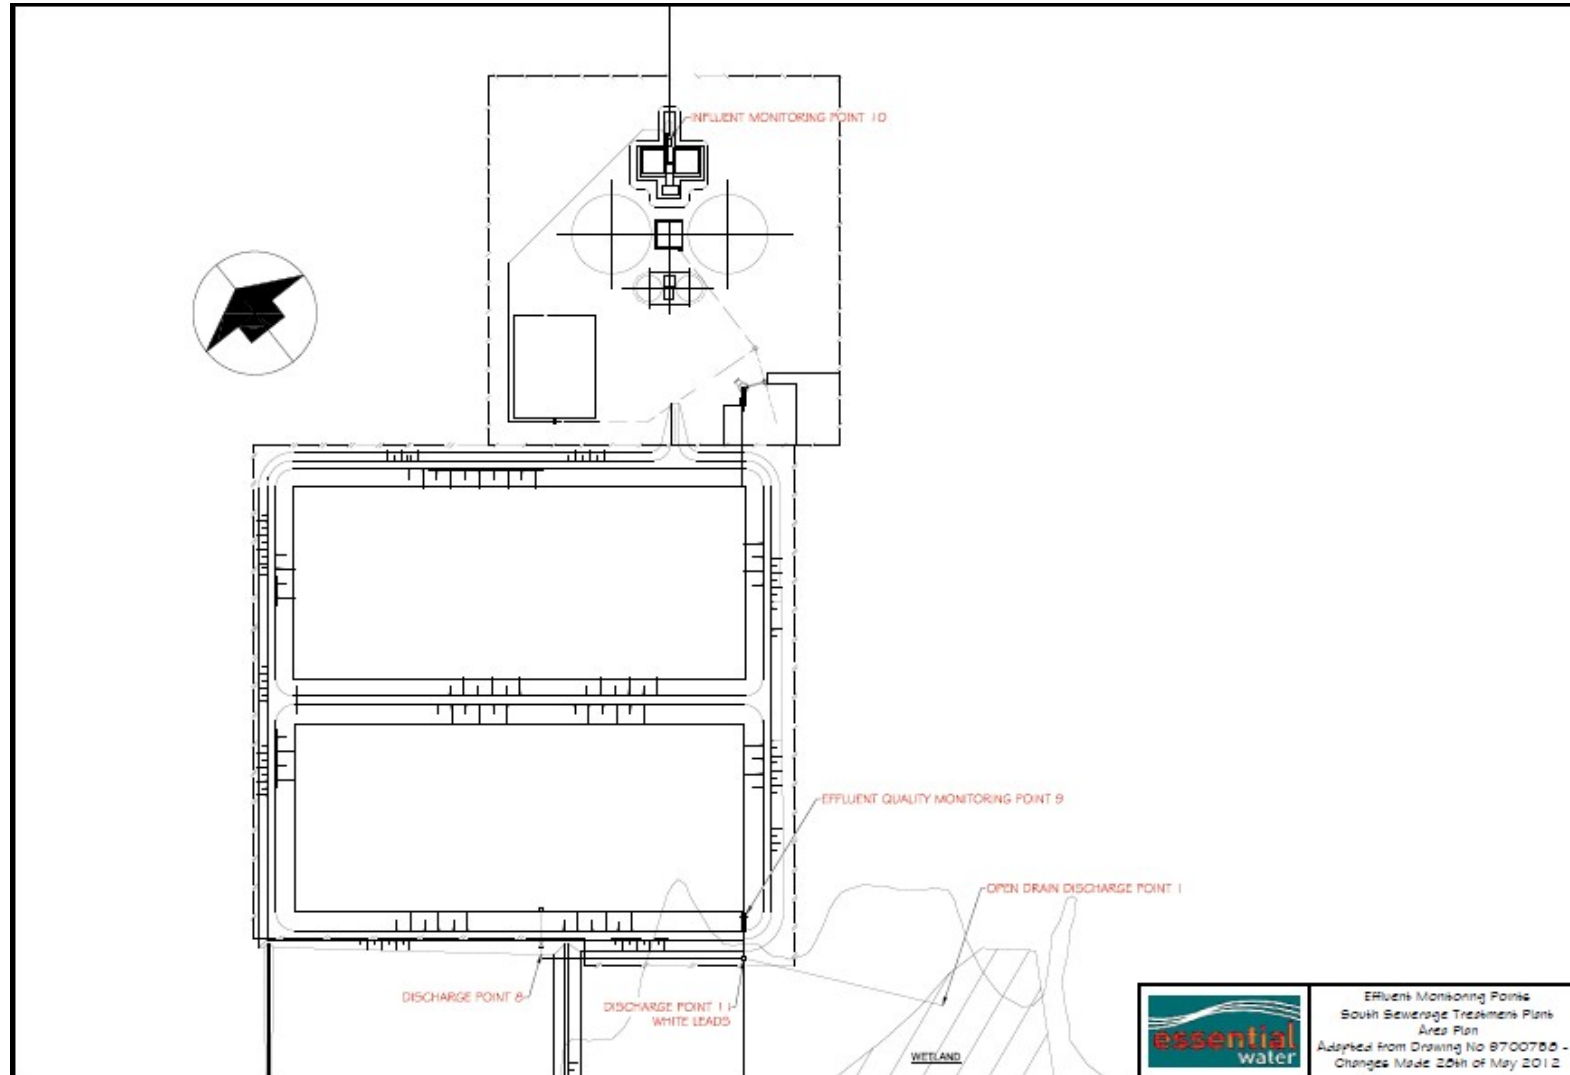 INFLUENT MONITORING POINT 10
EFFLUENT QUALITY MONITORING POINT 9
OPEN DRAIN DISCHARGE POINT 1
DISCHARGE POINT 8
DISCHARGE POINT 11
WHITE LEADS
WETLAND
essential
water
Effluent Monitoring Points
South Sewerage Treatment Plant
Area Plan
Adapted from Drawing No -
Changes Made 28th of May 2012